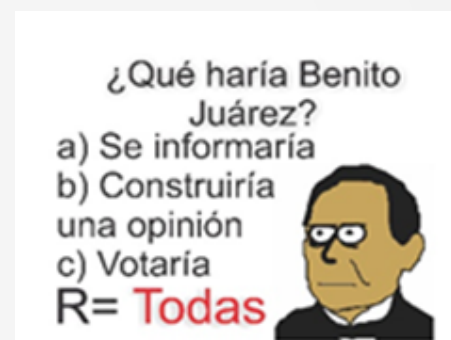 ¿Qué haría Benito
Juárez?
a) Se informaría
b) Construiría
una opinión
c) Votaría
R= Todas